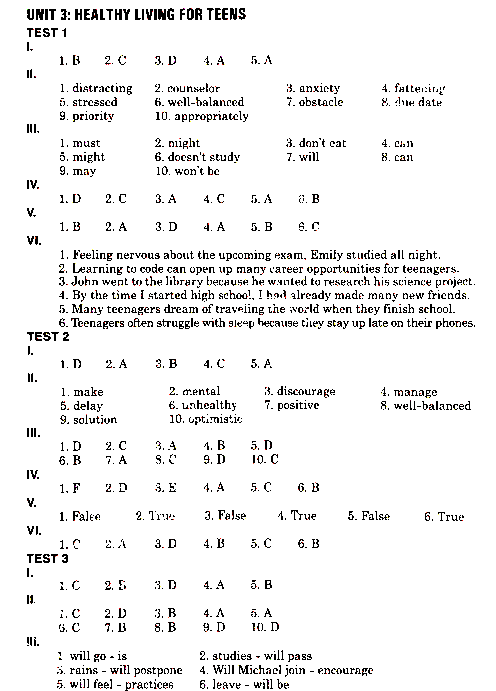 UNIT 3: HEALTHY LIVING FOR TEENS
TEST 1
I.
1. B 2. C 3. D 4. A 5. A
II.
1. distracting 2. counselor 3. anxiety 4. fattening
5. stressed 6. well-balanced 7. obstacle 8. due date
9. priority 10. appropriately
III.
1. must 2. might 3. don't eat 4. can
5. might 6. doesn't study 7. will 8. can
9. may 10. won't be
IV.
1. D 2. C 3. A 4. C 5. A 6. B
V.
1. B 2. A 3. D 4. A 5. B 6. C
VI.
1. Feeling nervous about the upcoming exam, Emily studied all night.
2. Learning to code can open up many career opportunities for teenagers.
3. John went to the library because he wanted to research his science project.
4. By the time I started high school, I had already made many new friends.
5. Many teenagers dream of traveling the world when they finish school.
6. Teenagers often struggle with sleep because they stay up late on their phones.
TEST 2
I.
1. D 2. A 3. B 4. C 5. A
II.
1. make 2. mental 3. discourage 4. manage
5. delay 6. unhealthy 7. positive 8. well-balanced
9. solution 10. optimistic
III.
1. D 2. C 3. A 4. B 5. D
6. B 7. A 8. C 9. D 10. C
IV.
1. F 2. D 3. E 4. A 5. C 6. B
V.
1. False 2. True 3. False 4. True 5. False 6. True
VI.
1. C 2. A 3. D 4. B 5. C 6. B
TEST 3
I.
1. C 2. B 3. D 4. A 5. B
II.
1. C 2. D 3. B 4. A 5. A
6. C 7. B 8. B 9. D 10. D
III.
1 will go - is 2. studies - will pass
3. rains - will postpone 4. Will Michael join - encourage
5. will feel - practices 6. leave - will be